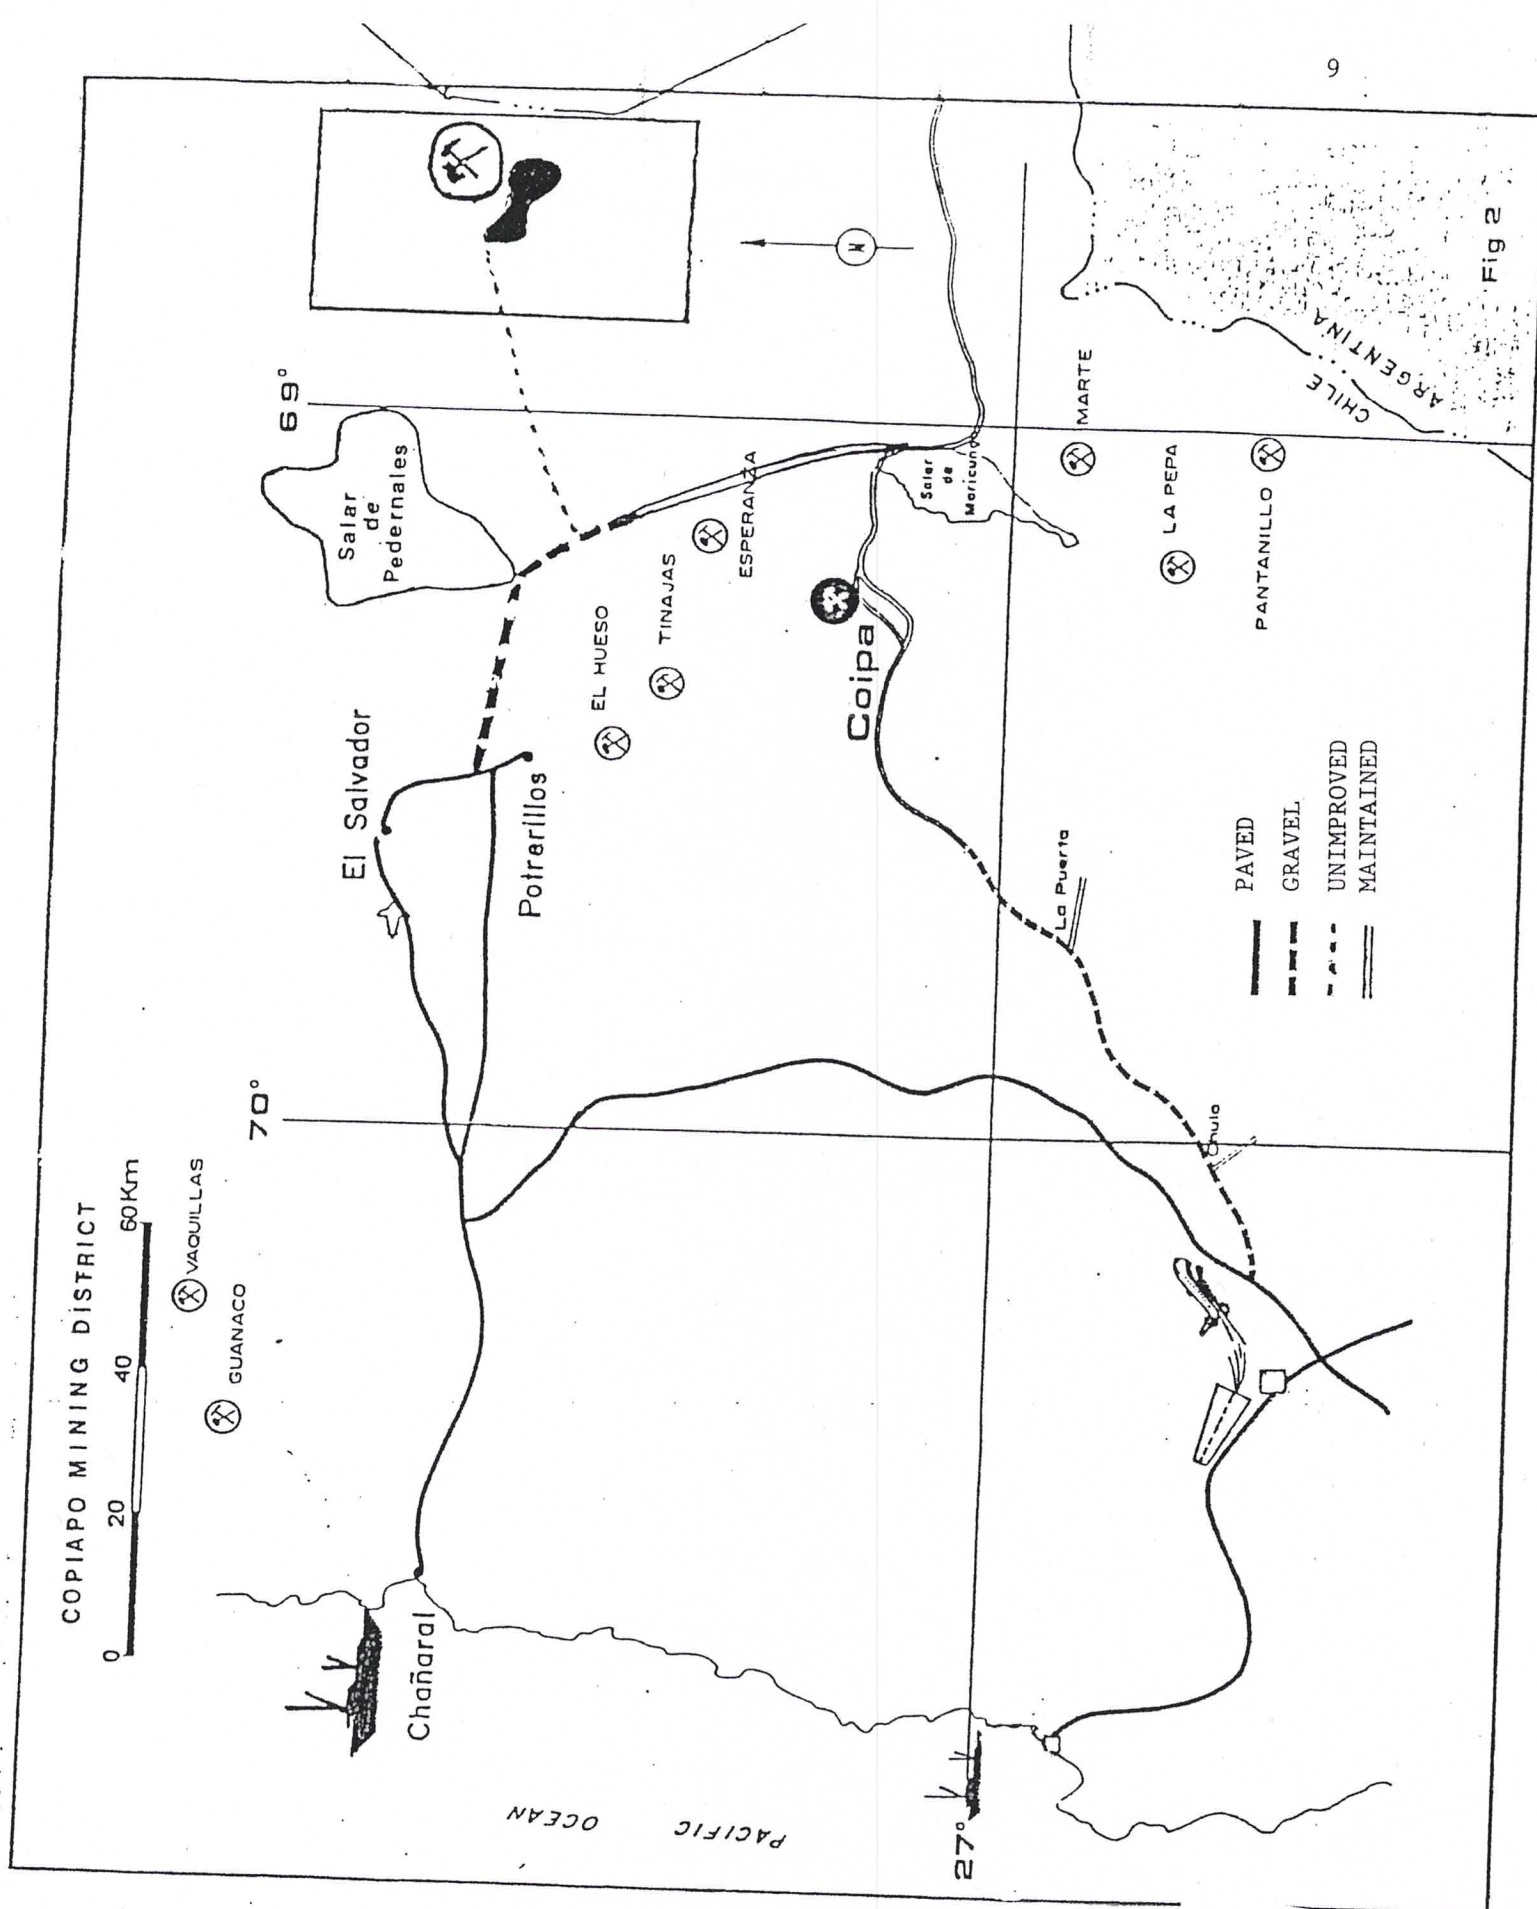 9
COPIAPO MINING DISTRICT
0 20 40 60Km
VAQUILLAS
GUANACO
70°
69°
Salar
de
Pedernales
El Salvador
Potrerillos
Chañaral
EL HUESO
TINAJAS
ESPERANZA
Coipa
Salar
de
Maricung
MARTE
LA PEPA
PANTANILLO
CHILE
ARGENTINA
La Puerta
PACIFIC
OCEAN
27°
PAVED
GRAVEL
UNIMPROVED
MAINTAINED
Fig 2